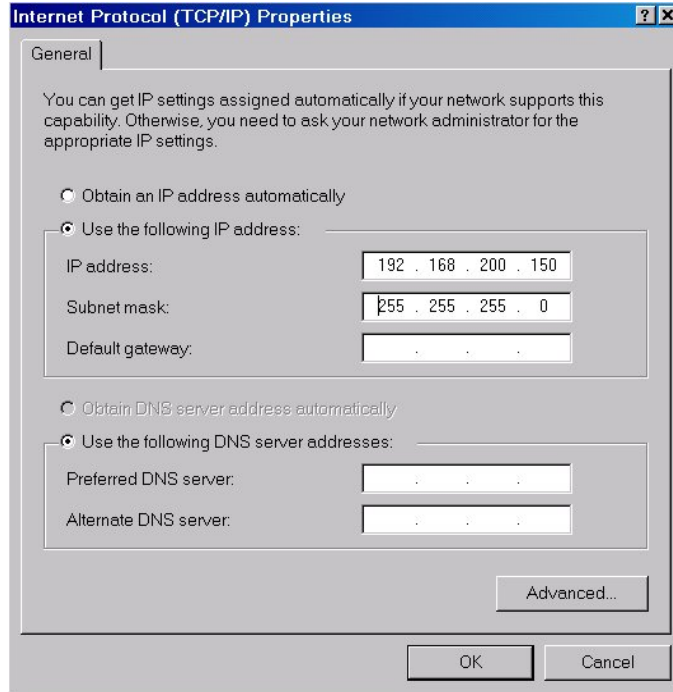 Internet Protocol (TCP/IP) Properties
General
You can get IP settings assigned automatically if your network supports this
capability. Otherwise, you need to ask your network administrator for the
appropriate IP settings.
Obtain an IP address automatically
Use the following IP address:
IP address: 192 . 168 . 200 . 150
Subnet mask: 255 . 255 . 255 . 0
Default gateway: . . .
Obtain DNS server address automatically
Use the following DNS server addresses:
Preferred DNS server: . . .
Alternate DNS server: . . .
Advanced...
OK Cancel